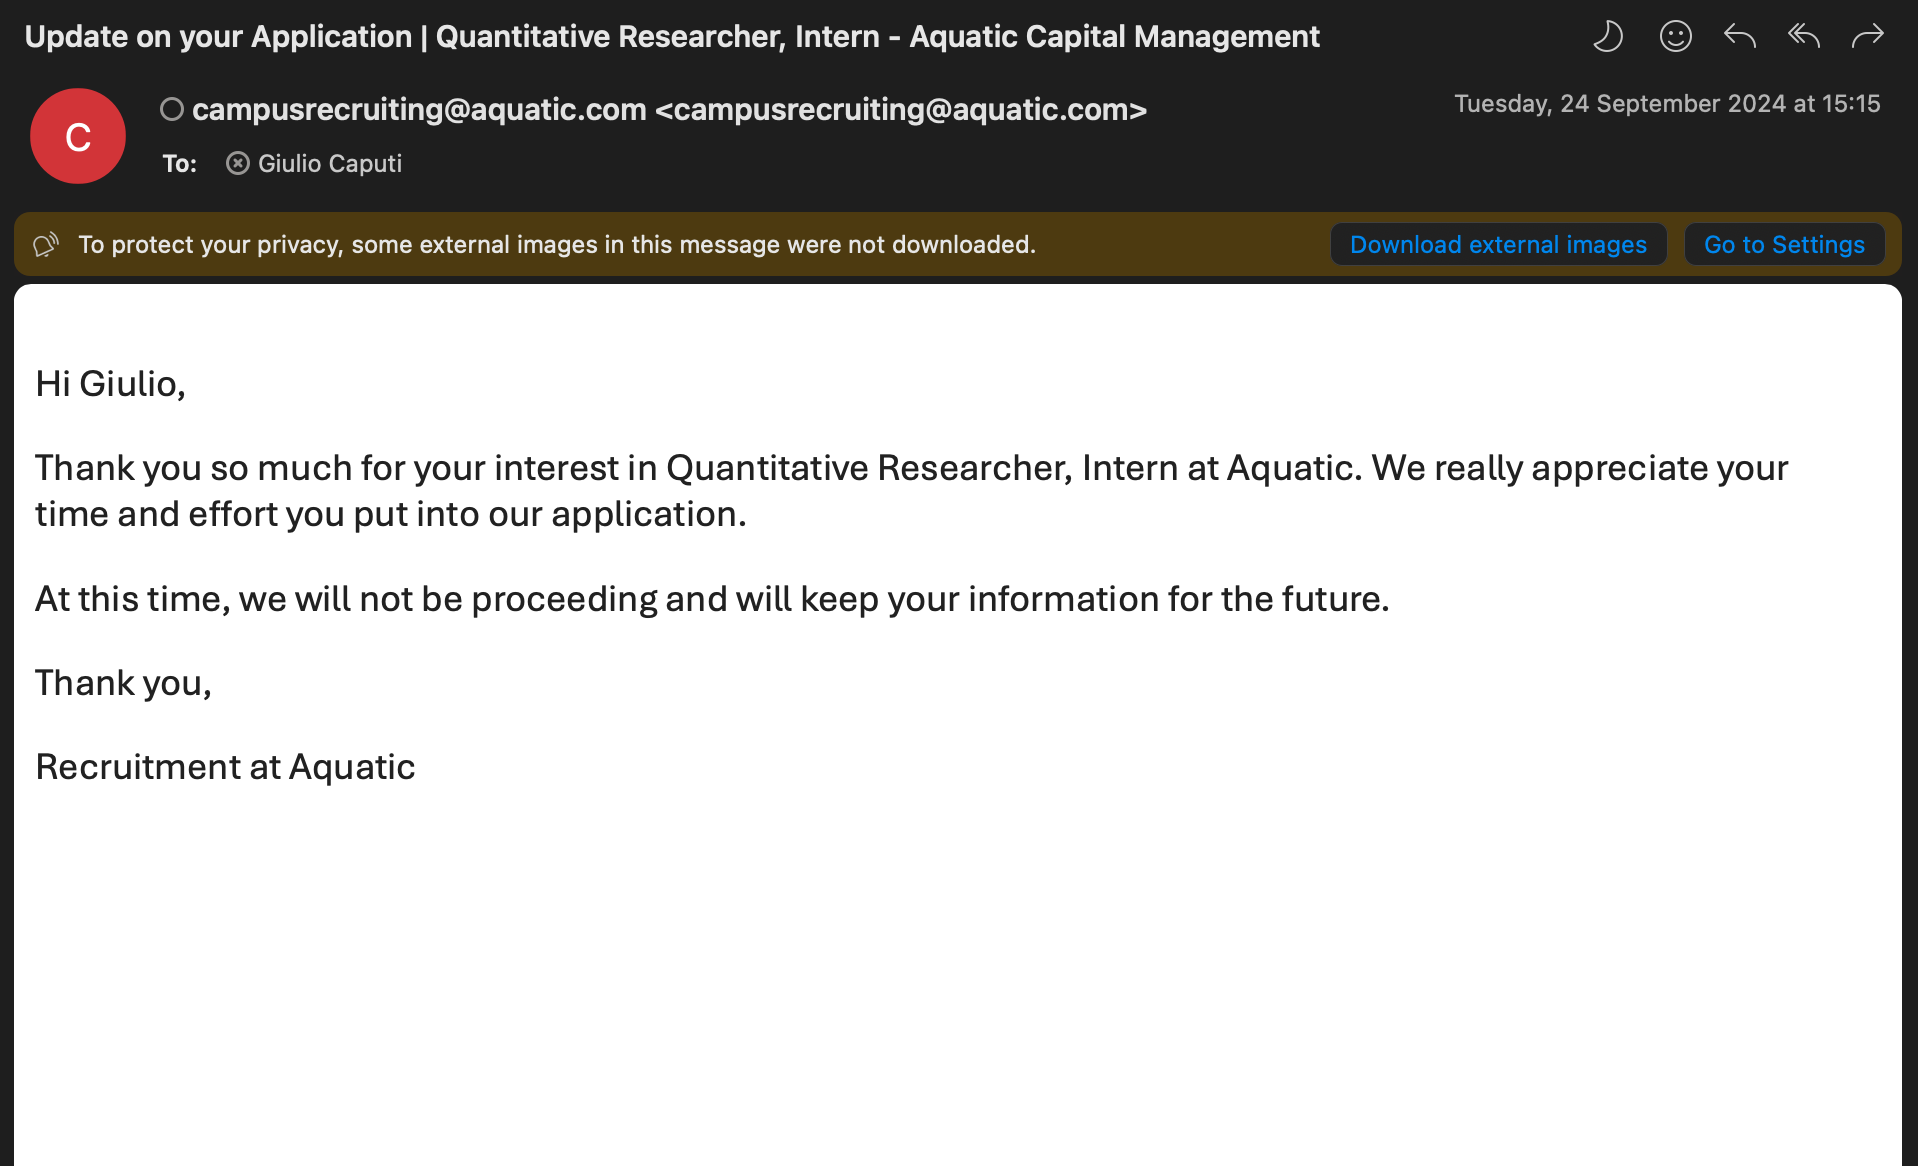 Update on your Application | Quantitative Researcher, Intern - Aquatic Capital Management
C
campusrecruiting@aquatic.com <campusrecruiting@aquatic.com>
Tuesday, 24 September 2024 at 15:15
To: Giulio Caputi
To protect your privacy, some external images in this message were not downloaded.
Download external images
Go to Settings
Hi Giulio,
Thank you so much for your interest in Quantitative Researcher, Intern at Aquatic. We really appreciate your
time and effort you put into our application.
At this time, we will not be proceeding and will keep your information for the future.
Thank you,
Recruitment at Aquatic